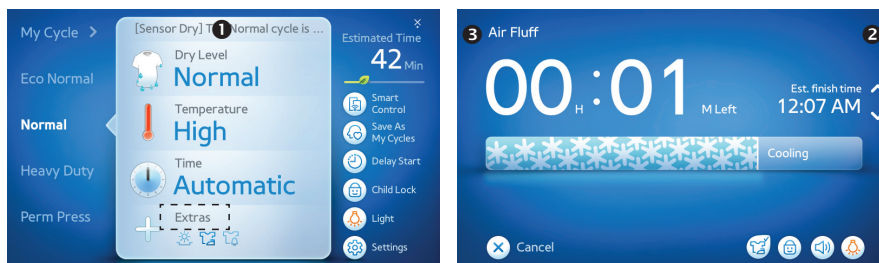 My Cycle >
Eco Normal
Normal
Heavy Duty
Perm Press
[Sensor Dry] T 1 Normal cycle is ...
Dry Level
Normal
Temperature
High
Time
Automatic
Extras
Estimated Time
42 Min
Smart
Control
Save As
My Cycles
Delay Start
Child Lock
Light
Settings
3 Air Fluff
2
00 H : 01 M Left
Est. finish time
12:07 AM
Cooling
Cancel